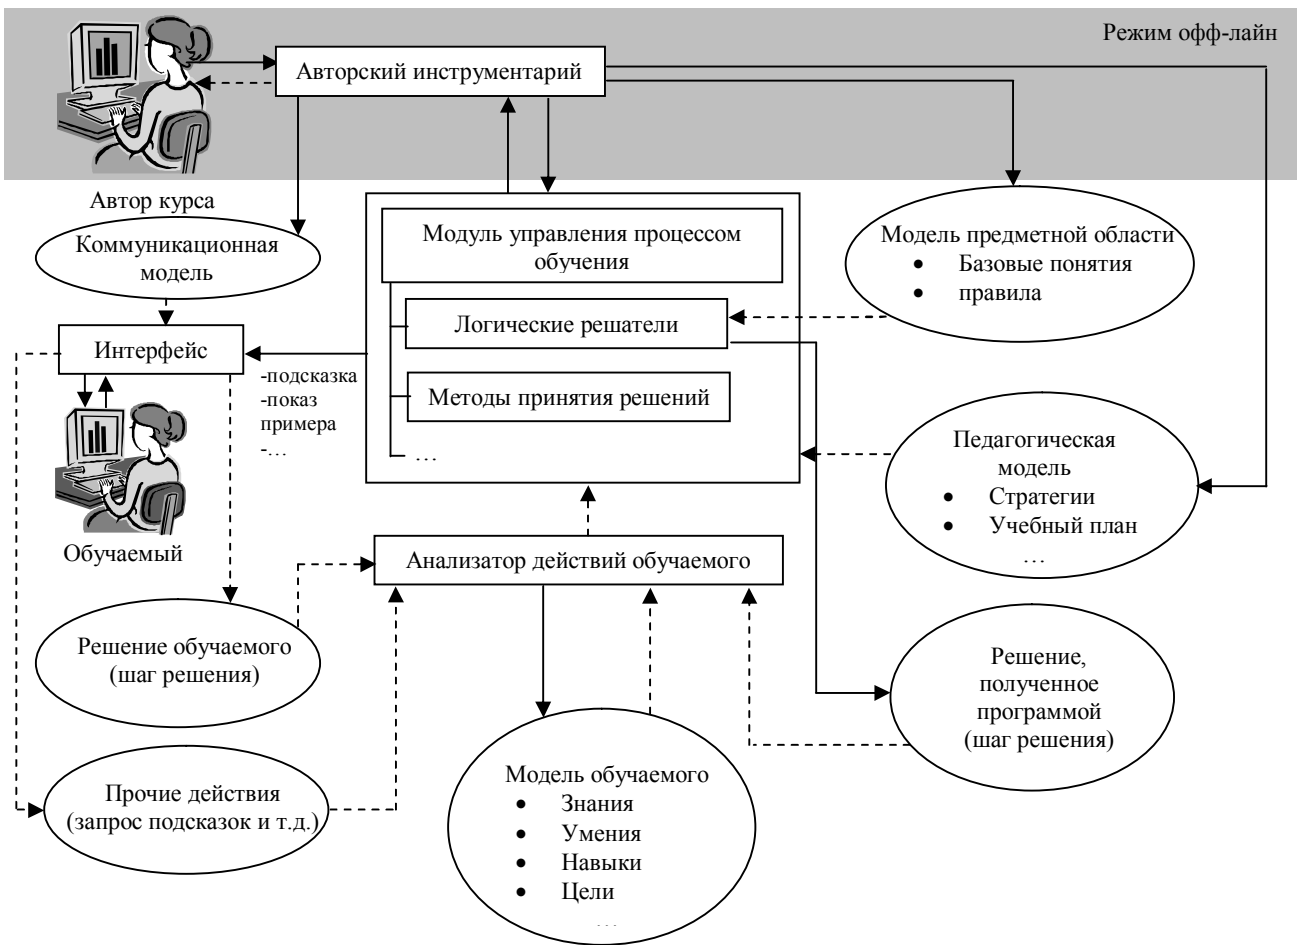 Режим офф-лайн
Авторский инструментарий
Автор курса
Коммуникационная
модель
Модуль управления процессом
обучения
Логические решатели
Методы принятия решений
…
Модель предметной области
• Базовые понятия
• правила
Интерфейс
-подсказка
-показ
примера
-…
Обучаемый
Педагогическая
модель
• Стратегии
• Учебный план
…
Анализатор действий обучаемого
Решение обучаемого
(шаг решения)
Решение,
полученное
программой
(шаг решения)
Прочие действия
(запрос подсказок и т.д.)
Модель обучаемого
• Знания
• Умения
• Навыки
• Цели
…